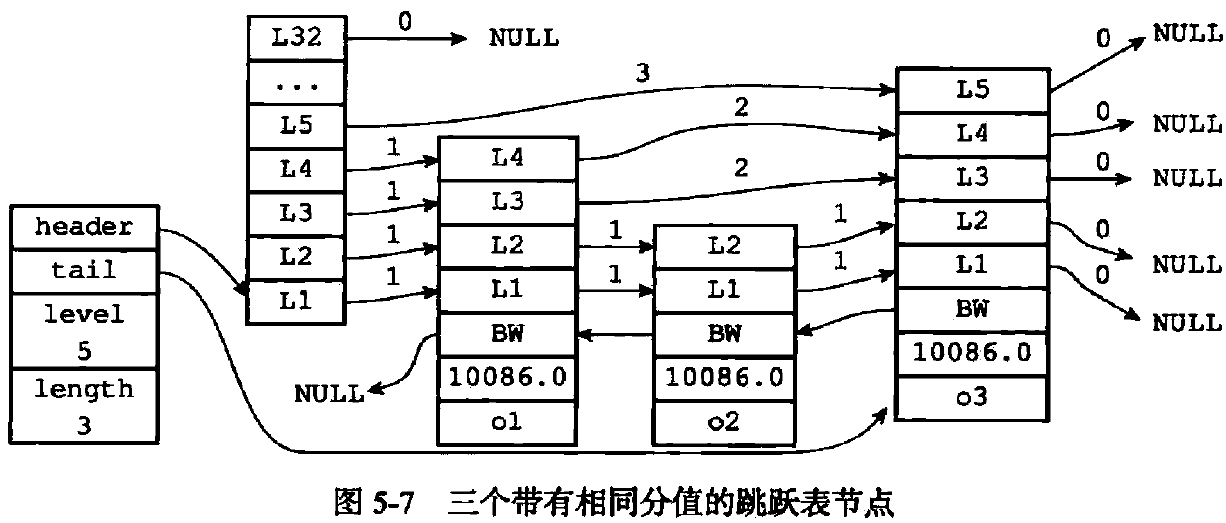 L32
0
NULL
...
L5
3
L4
1
L3
1
L2
1
L1
1
header
tail
level
5
length
3
L4
2
L3
2
L2
1
L1
1
BW
10086.0
o1
NULL
L2
1
L1
1
BW
10086.0
o2
L5
0
NULL
L4
0
NULL
L3
0
NULL
L2
0
NULL
L1
0
NULL
BW
10086.0
o3
图 5-7 三个带有相同分值的跳跃表节点